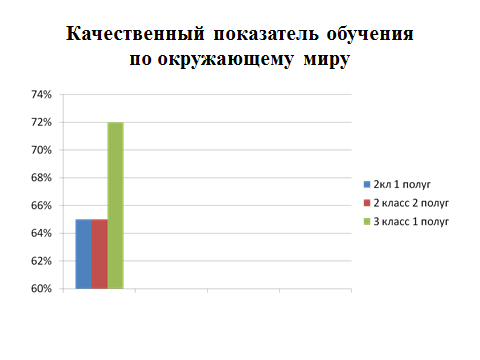 Качественный показатель обучения
по окружающему миру
74%
72%
70%
68%
66%
64%
62%
60%
2кл 1 полуг
2 класс 2 полуг
3 класс 1 полуг